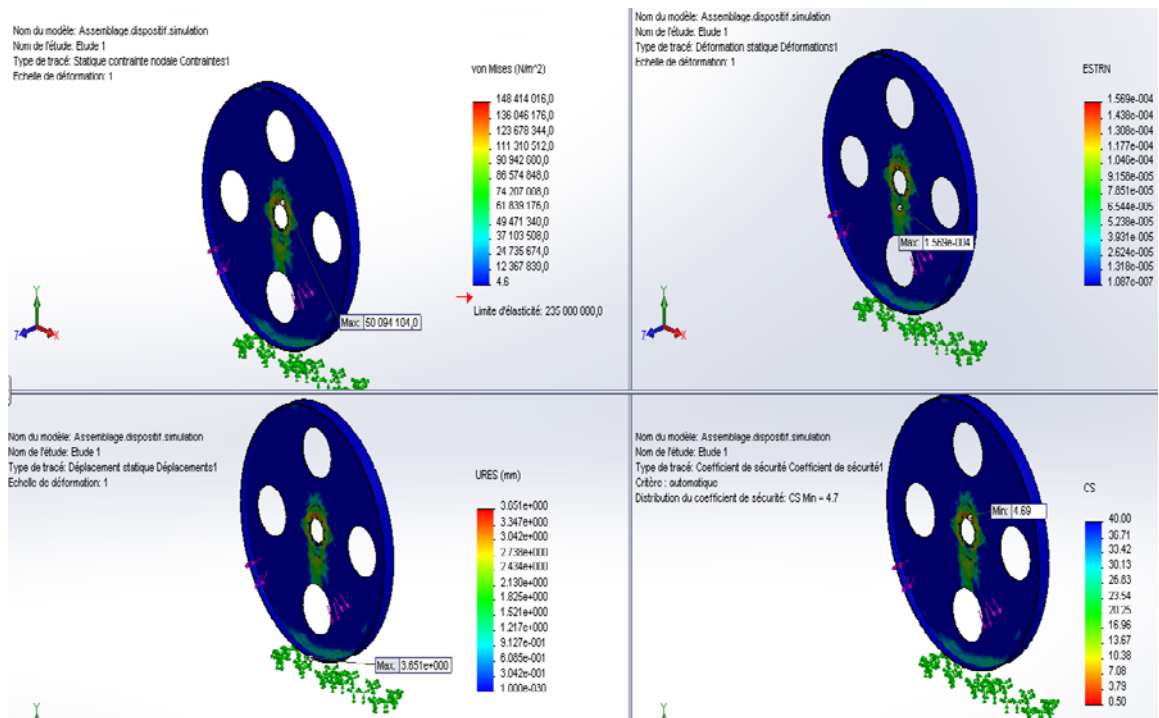 Nom du modèle: Assemblage.dispositif.simulation
Nom de l'étude: Etude 1
Type de tracé: Statique contrainte nodale Contraintes1
Echelle de déformation: 1
von Mises (N/m^2)
148 414 016,0
136 046 176,0
123 678 344,0
111 310 512,0
90 942 600,0
86 574 848,0
74 207 008,0
61 839 176,0
49 471 340,0
37 103 508,0
24 735 674,0
12 367 839,0
4.6
Limite d'élasticité: 235 000 000,0
Max: 50 094 104,0
Y
Z
X
Nom du modèle: Assemblage.dispositif.simulation
Nom de l'étude: Etude 1
Type de tracé: Déformation statique Déformations1
Echelle de déformation: 1
ESTRN
1.569e-004
1.438e-004
1.308e-004
1.177e-004
1.046e-004
9.158e-005
7.851e-005
6.544e-005
5.238e-005
3.931e-005
2.624e-005
1.318e-005
1.087e-007
Max: 1.569e-004
Y
Z
X
Nom du modèle: Assemblage.dispositif.simulation
Nom de l'étude: Etude 1
Type de tracé: Déplacement statique Déplacements1
Echelle de déformation: 1
URES (mm)
3.651e+000
3.347e+000
3.042e+000
2.738e+000
2.434e+000
2.130e+000
1.825e+000
1.521e+000
1.217e+000
9.127e-001
6.085e-001
3.042e-001
1.000e-030
Max: 3.651e+000
Y
Nom du modèle: Assemblage.dispositif.simulation
Nom de l'étude: Etude 1
Type de tracé: Coefficient de sécurité Coefficient de sécurité1
Critère : automatique
Distribution du coefficient de sécurité: CS Min = 4.7
CS
40.00
36.71
33.42
30.13
26.83
23.54
20.25
16.96
13.67
10.38
7.08
3.79
0.50
Min: 4.69
Y